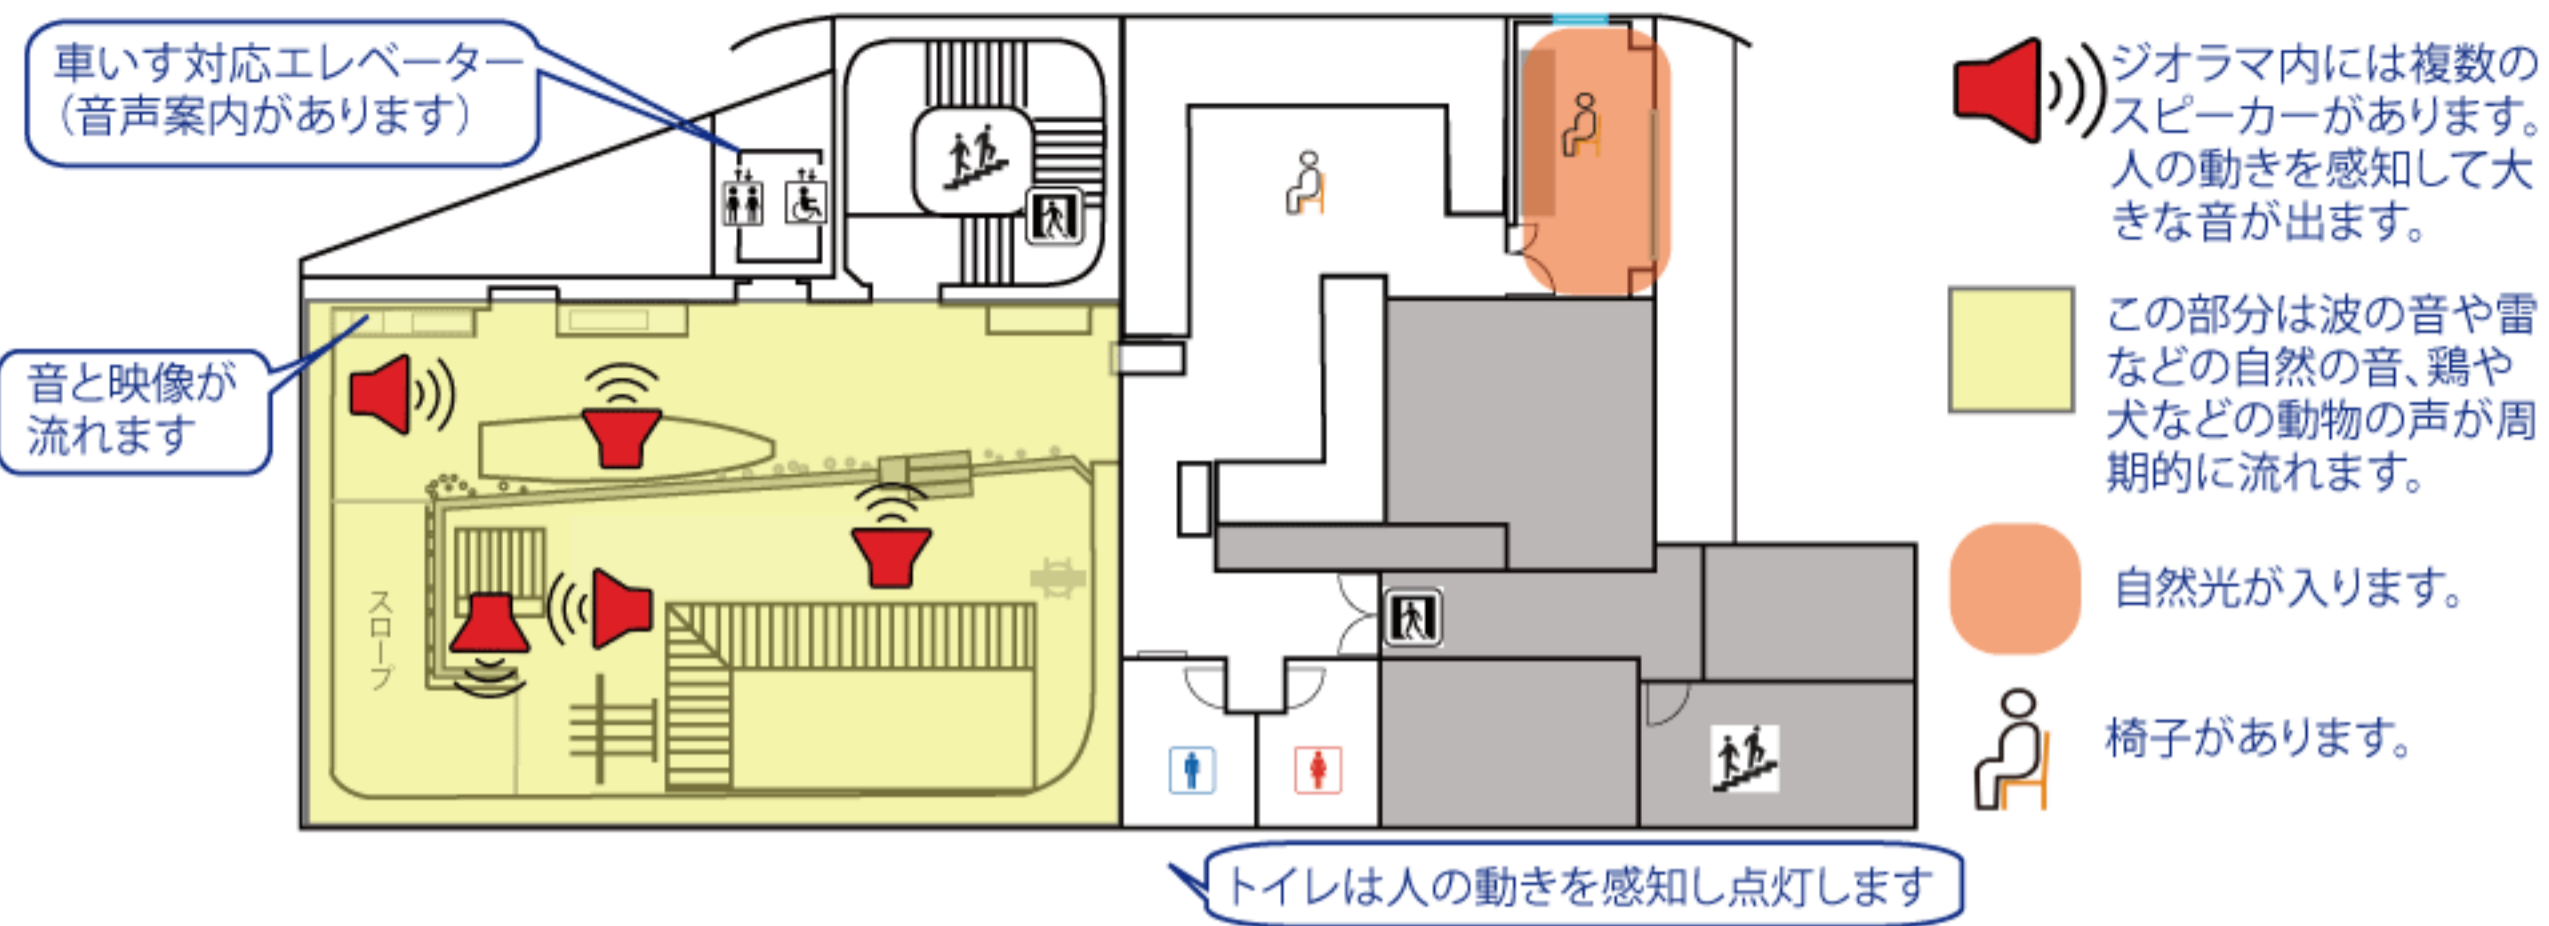 車いす対応エレベーター
（音声案内があります）
音と映像が
流れます
スロープ
トイレは人の動きを感知し点灯します
ジオラマ内には複数の
スピーカーがあります。
人の動きを感知して大
きな音が出ます。
この部分は波の音や雷
などの自然の音、鶏や
犬などの動物の声が周
期的に流れます。
自然光が入ります。
椅子があります。